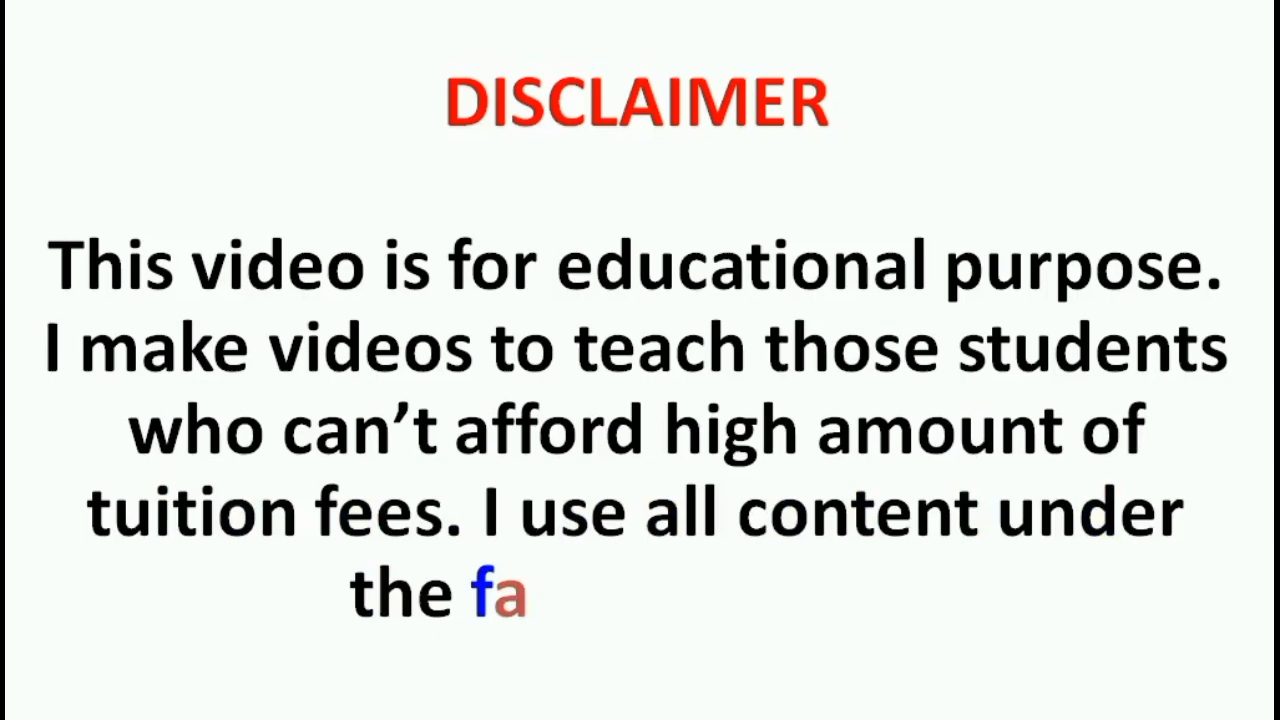 DISCLAIMER
This video is for educational purpose.
I make videos to teach those students
who can’t afford high amount of
tuition fees. I use all content under
the fa